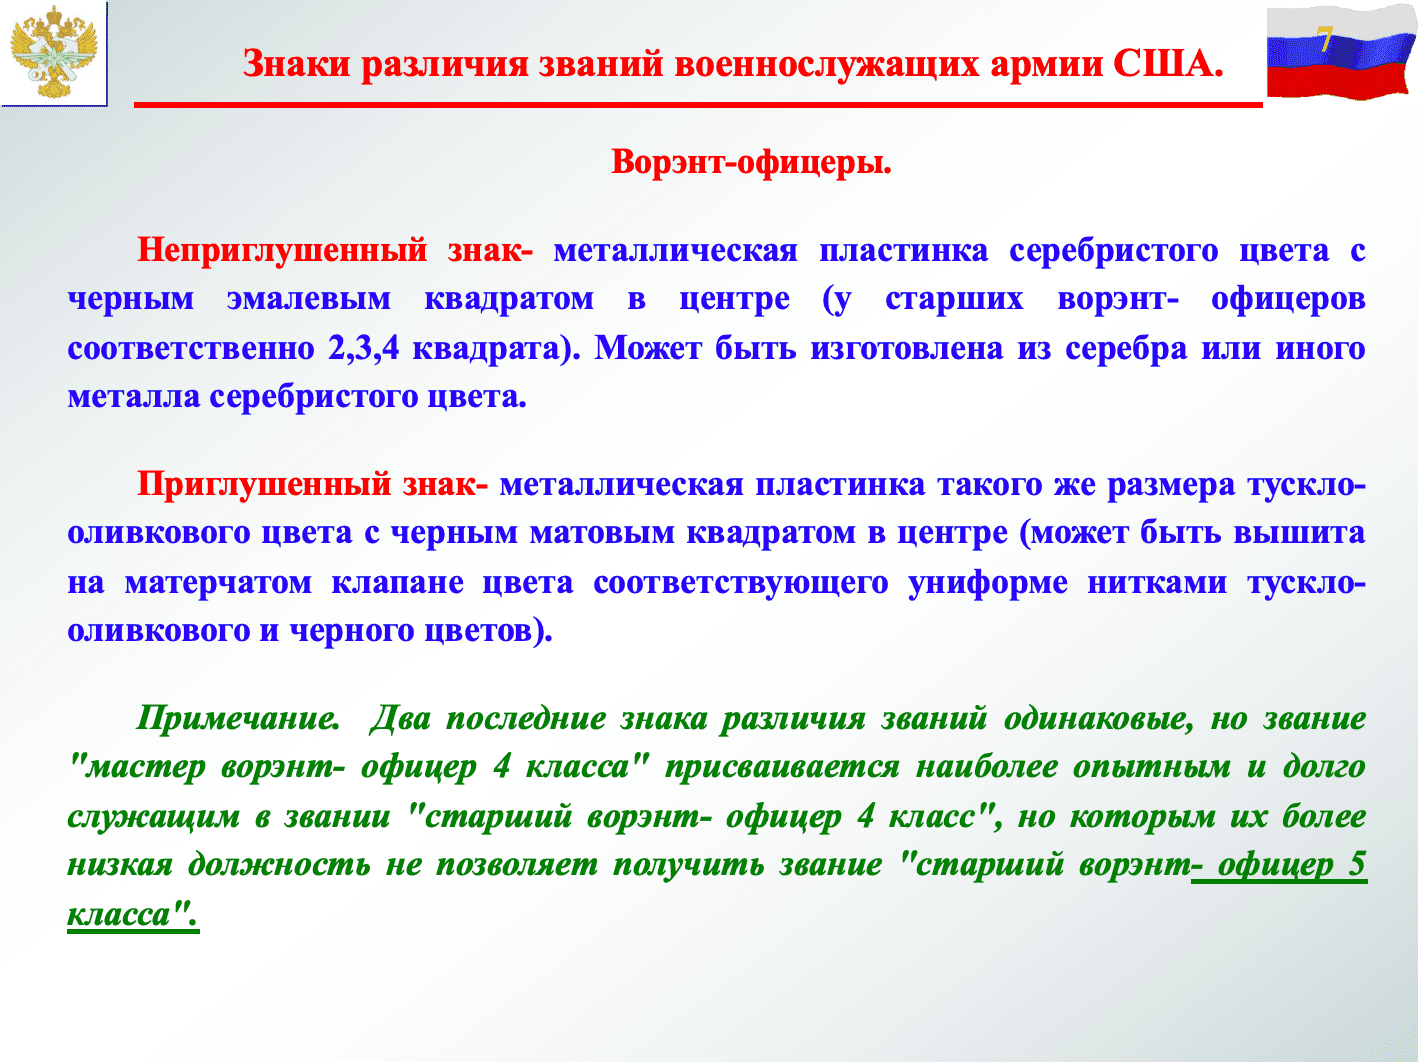 Знаки различия званий военнослужащих армии США.
7
Ворэнт-офицеры.
Неприглушенный знак- металлическая пластинка серебристого цвета с
черным эмалевым квадратом в центре (у старших ворэнт- офицеров
соответственно 2,3,4 квадрата). Может быть изготовлена из серебра или иного
металла серебристого цвета.
Приглушенный знак- металлическая пластинка такого же размера тускло-
оливкового цвета с черным матовым квадратом в центре (может быть вышита
на матерчатом клапане цвета соответствующего униформе нитками тускло-
оливкового и черного цветов).
Примечание. Два последние знака различия званий одинаковые, но звание
"мастер ворэнт- офицер 4 класса" присваивается наиболее опытным и долго
служащим в звании "старший ворэнт- офицер 4 класс", но которым их более
низкая должность не позволяет получить звание "старший ворэнт- офицер 5
класса".